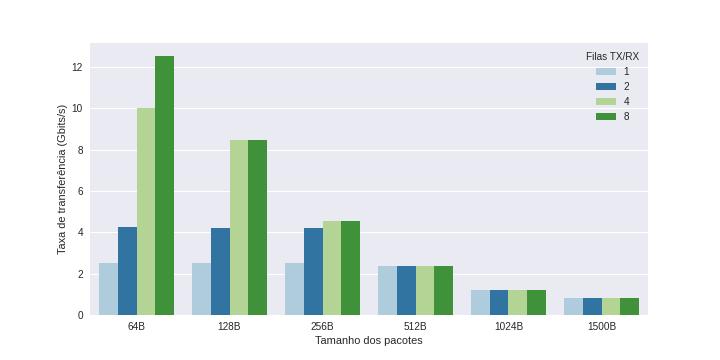 Filas TX/RX
1
2
4
8
Taxa de transferência (Gbits/s)
12
10
8
6
4
2
0
64B 128B 256B 512B 1024B 1500B
Tamanho dos pacotes